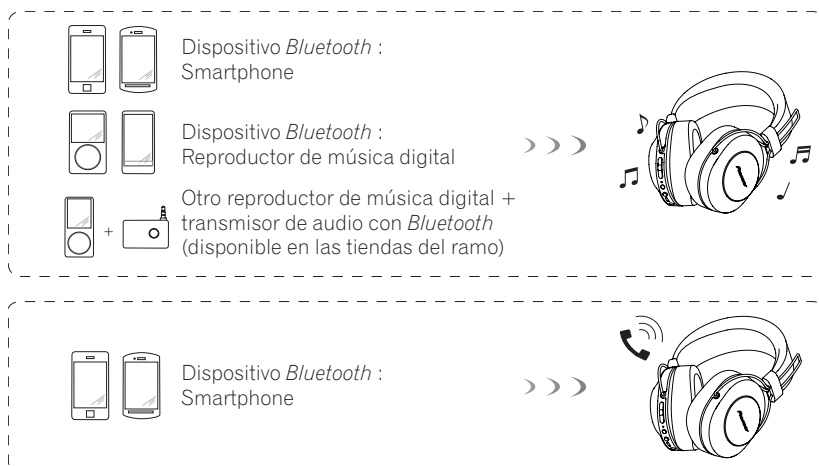 Dispositivo Bluetooth :
Smartphone
Dispositivo Bluetooth :
Reproductor de música digital
Otro reproductor de música digital +
transmisor de audio con Bluetooth
(disponible en las tiendas del ramo)
+
Dispositivo Bluetooth :
Smartphone